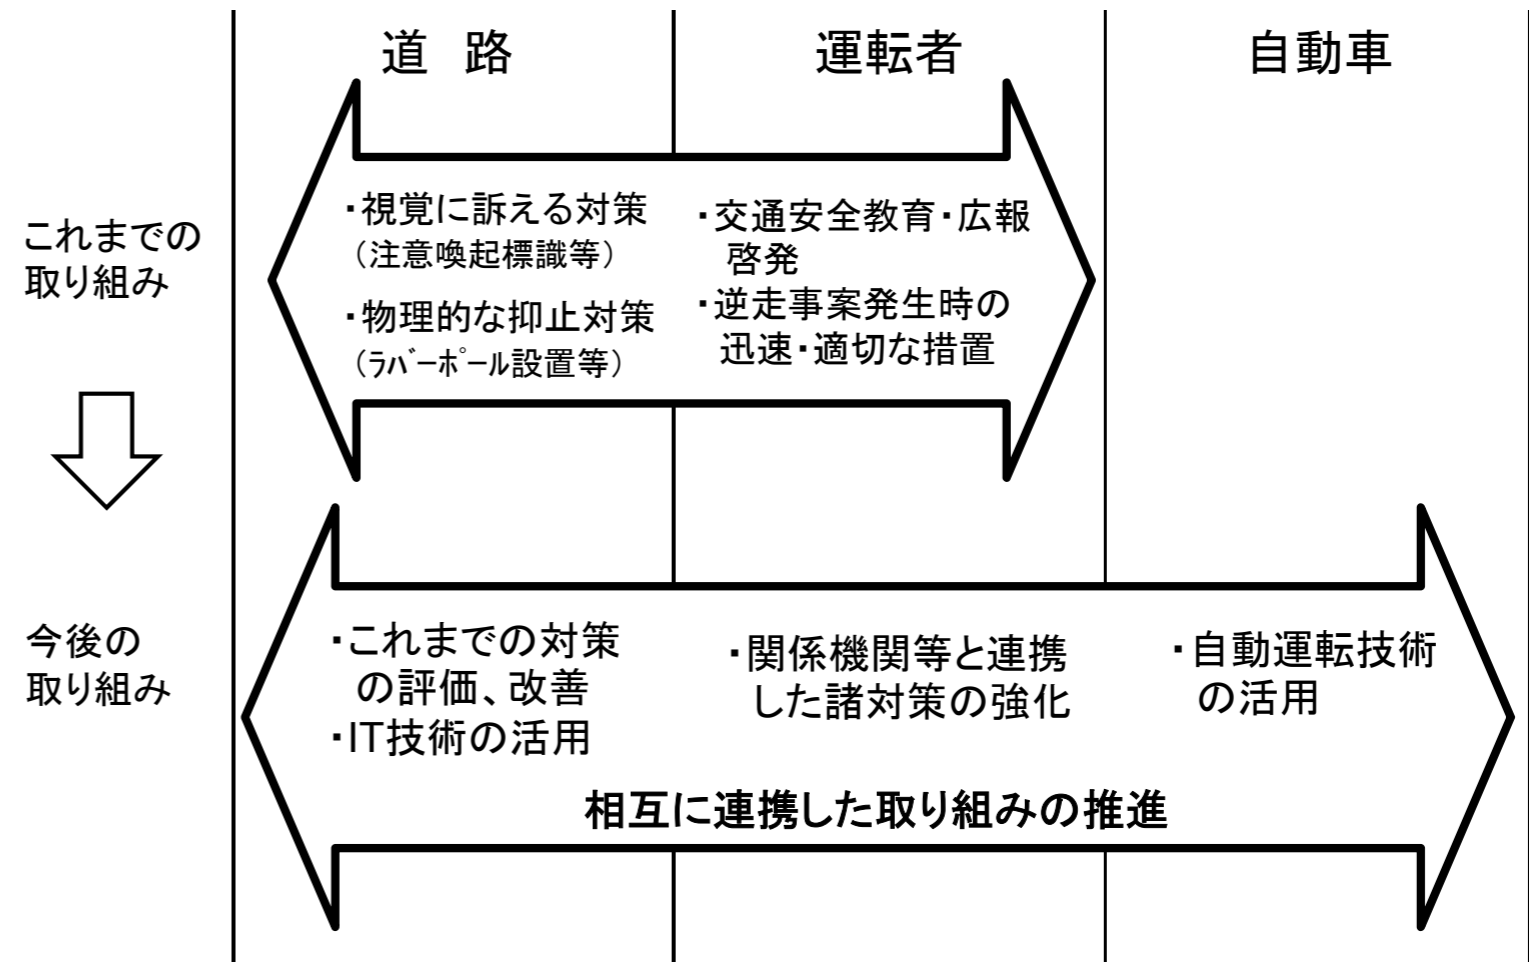 道 路
運転者
自動車
これまでの
取り組み
・視覚に訴える対策
（注意喚起標識等）
・物理的な抑止対策
（ﾗﾊﾞｰﾎﾟｰﾙ設置等）
・交通安全教育・広報
啓発
・逆走事案発生時の
迅速・適切な措置
今後の
取り組み
・これまでの対策
の評価、改善
・IT技術の活用
・関係機関等と連携
した諸対策の強化
・自動運転技術
の活用
相互に連携した取り組みの推進